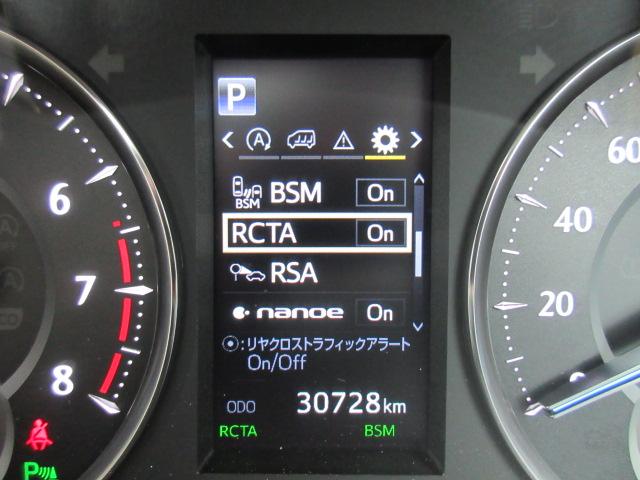 P
A
BSM
BSM On
RCTA On
RSA
nanoe On
⦿:リヤクロストラフィックアラート
On/Off
ODO 30728km
RCTA BSM
6
7
8
60
40
20
0
P